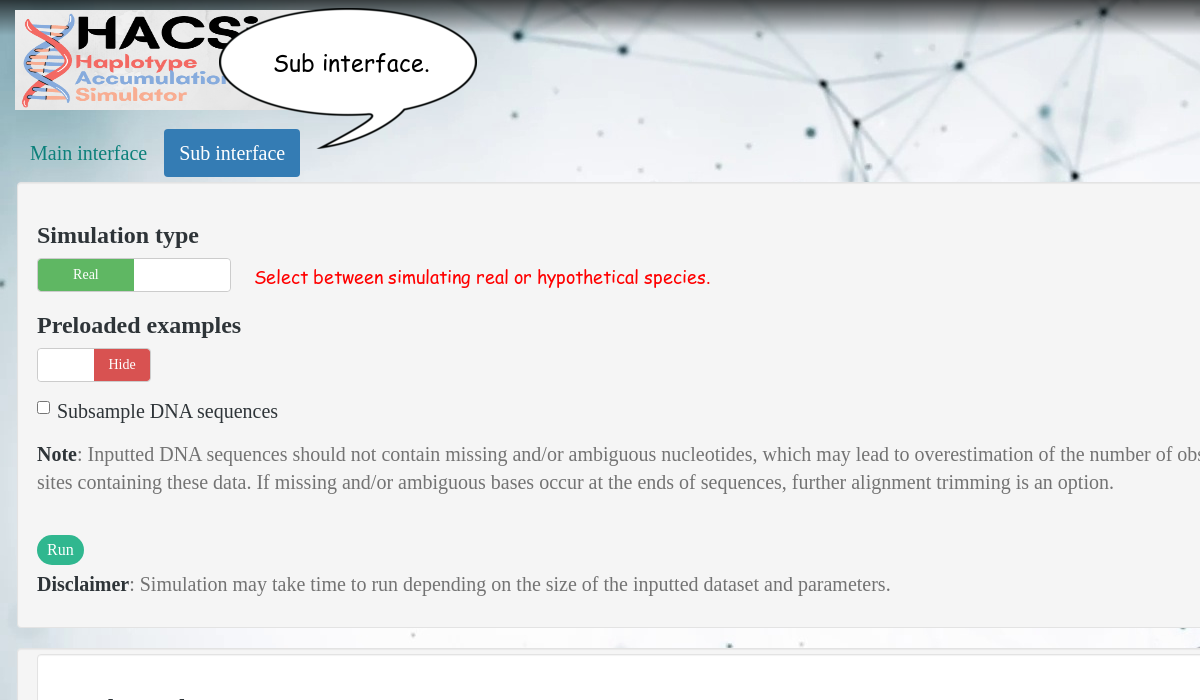 HACSi
Haplotype
Accumulation
Simulator
Sub interface.
Main interface
Sub interface
Simulation type
Real
Select between simulating real or hypothetical species.
Preloaded examples
Hide
Subsample DNA sequences
Note: Inputted DNA sequences should not contain missing and/or ambiguous nucleotides, which may lead to overestimation of the number of
sites containing these data. If missing and/or ambiguous bases occur at the ends of sequences, further alignment trimming is an option.
Run
Disclaimer: Simulation may take time to run depending on the size of the inputted dataset and parameters.